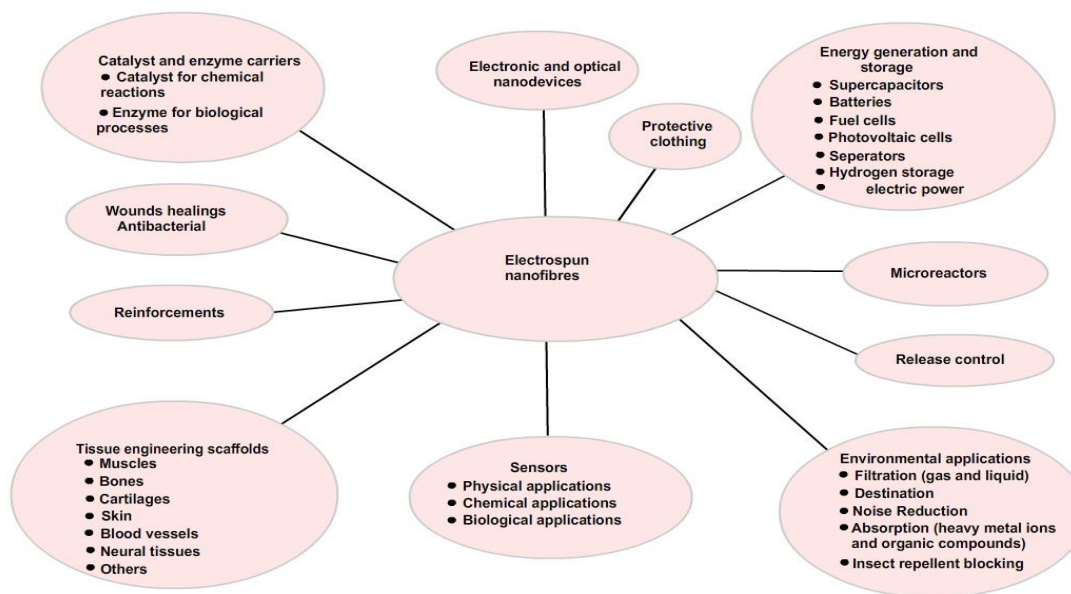 Catalyst and enzyme carriers
● Catalyst for chemical
reactions
● Enzyme for biological
processes
Electronic and optical
nanodevices
Protective
clothing
Energy generation and
storage
● Supercapacitors
● Batteries
● Fuel cells
● Photovoltaic cells
● Seperators
● Hydrogen storage
● electric power
Wounds healings
Antibacterial
Electrospun
nanofibres
Microreactors
Reinforcements
Release control
Tissue engineering scaffolds
● Muscles
● Bones
● Cartilages
● Skin
● Blood vessels
● Neural tissues
● Others
Sensors
● Physical applications
● Chemical applications
● Biological applications
Environmental applications
● Filtration (gas and liquid)
● Destination
● Noise Reduction
● Absorption (heavy metal ions
and organic compounds)
● Insect repellent blocking